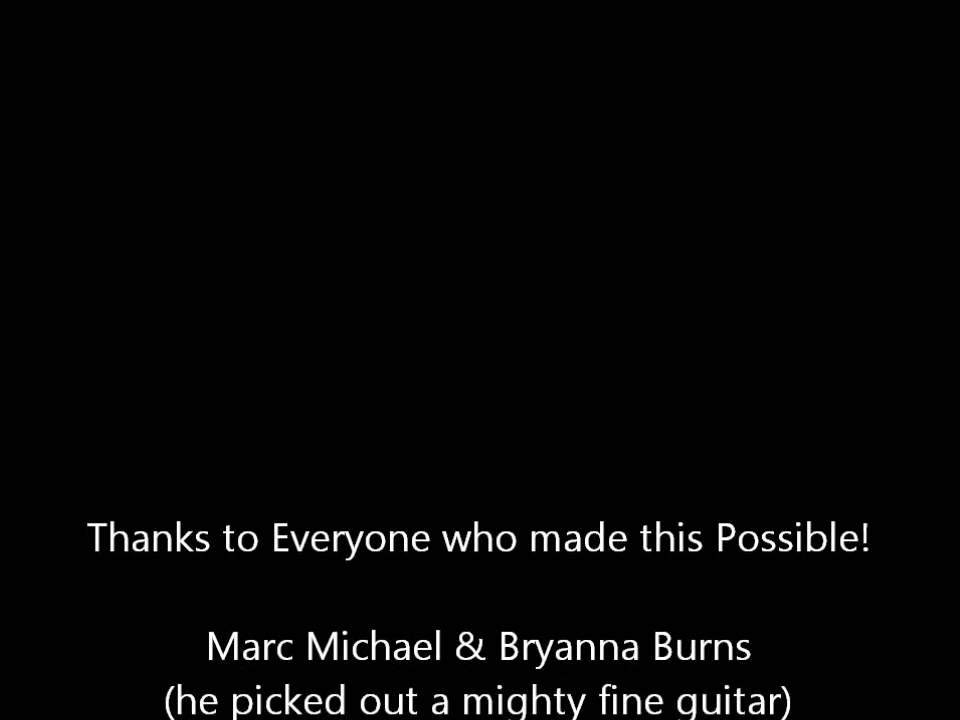 Thanks to Everyone who made this Possible!
Marc Michael & Bryanna Burns
(he picked out a mighty fine guitar)